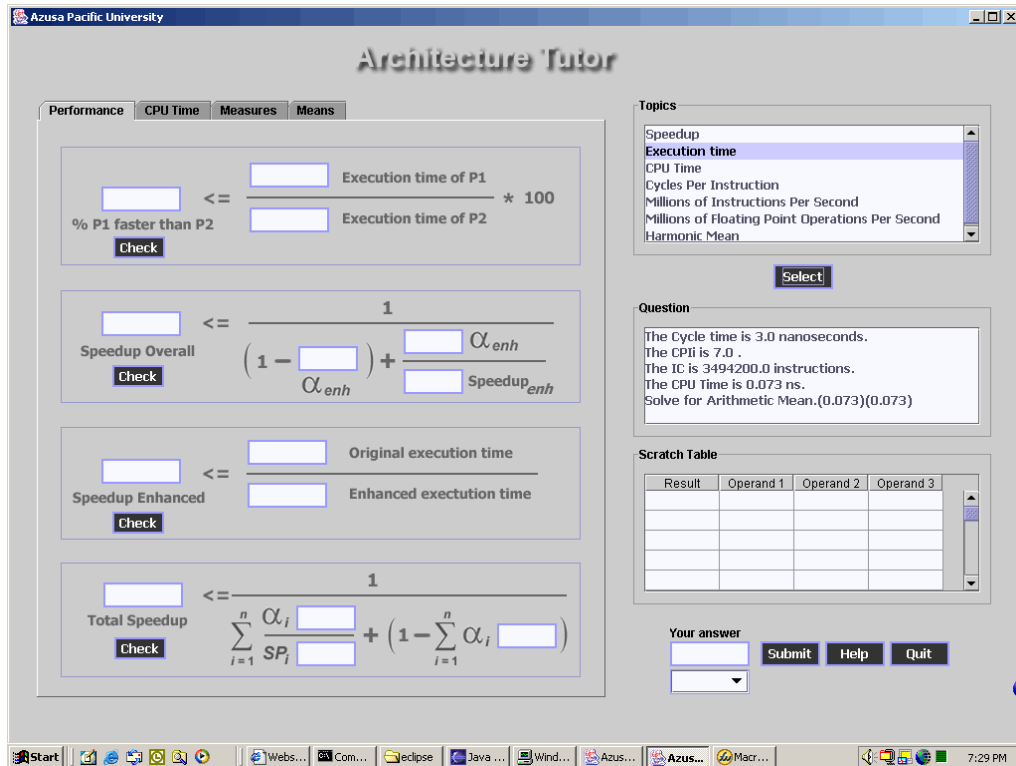 Azusa Pacific University
Architecture Tutor
Performance CPU Time Measures Means
% P1 faster than P2 <= Execution time of P1
Execution time of P2 * 100
Check
Speedup Overall <= 1
( 1 − αenh ) + αenh
Speedupenh
Check
Speedup Enhanced <= Original execution time
Enhanced exectution time
Check
Total Speedup <= 1
n Σ i = 1 αi SPi + ( 1 − n Σ i = 1 αi )
Check
Topics
Speedup
Execution time
CPU Time
Cycles Per Instruction
Millions of Instructions Per Second
Millions of Floating Point Operations Per Second
Harmonic Mean
Select
Question
The Cycle time is 3.0 nanoseconds.
The CPIi is 7.0 .
The IC is 3494200.0 instructions.
The CPU Time is 0.073 ns.
Solve for Arithmetic Mean.(0.073)(0.073)
Scratch Table
Result Operand 1 Operand 2 Operand 3
Your answer
Submit Help Quit
Start Webs... Com... eclipse Java ... Wind... Azus... Azus... Macr... 7:29 PM